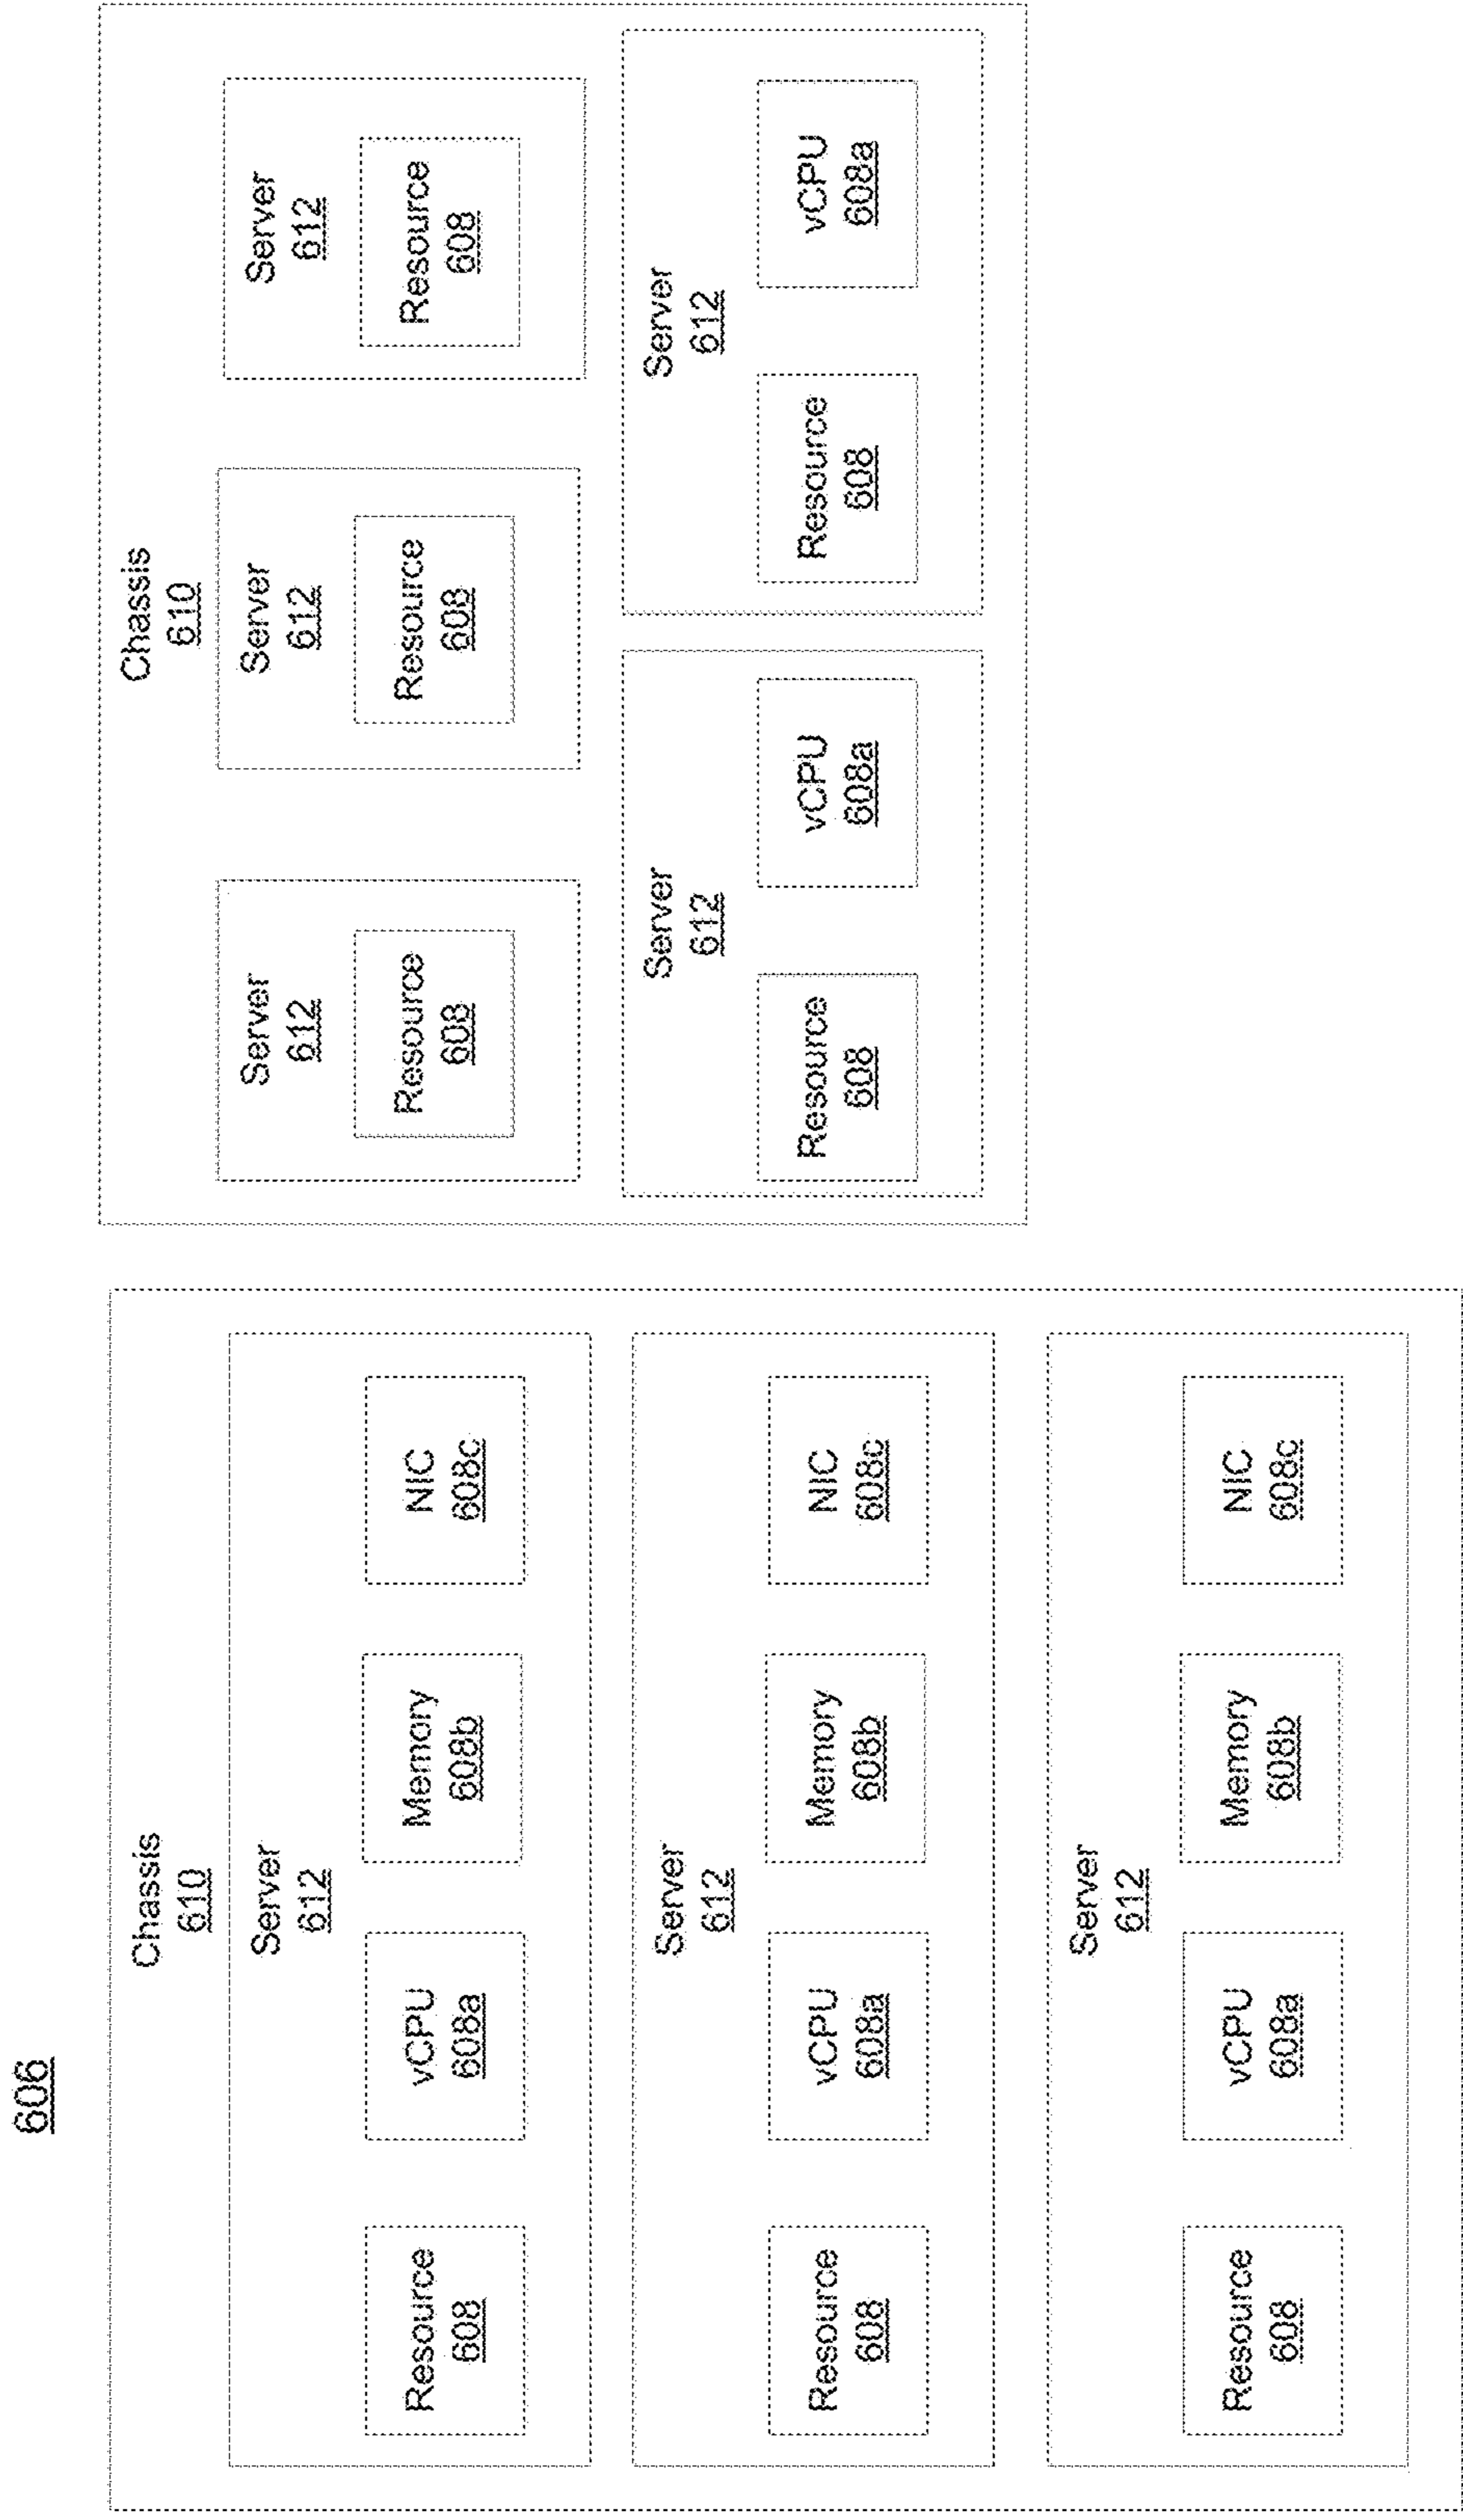 606
Chassis
610
Server
612
Resource
608
vCPU
608a
Memory
608b
NIC
608c
Server
612
Resource
608
vCPU
608a
Memory
608b
NIC
608c
Server
612
Resource
608
vCPU
608a
Memory
608b
NIC
608c
Chassis
610
Server
612
Resource
608
Server
612
Resource
608
Server
612
Resource
608
Server
612
Resource
608
vCPU
608a
Server
612
Resource
608
vCPU
608a